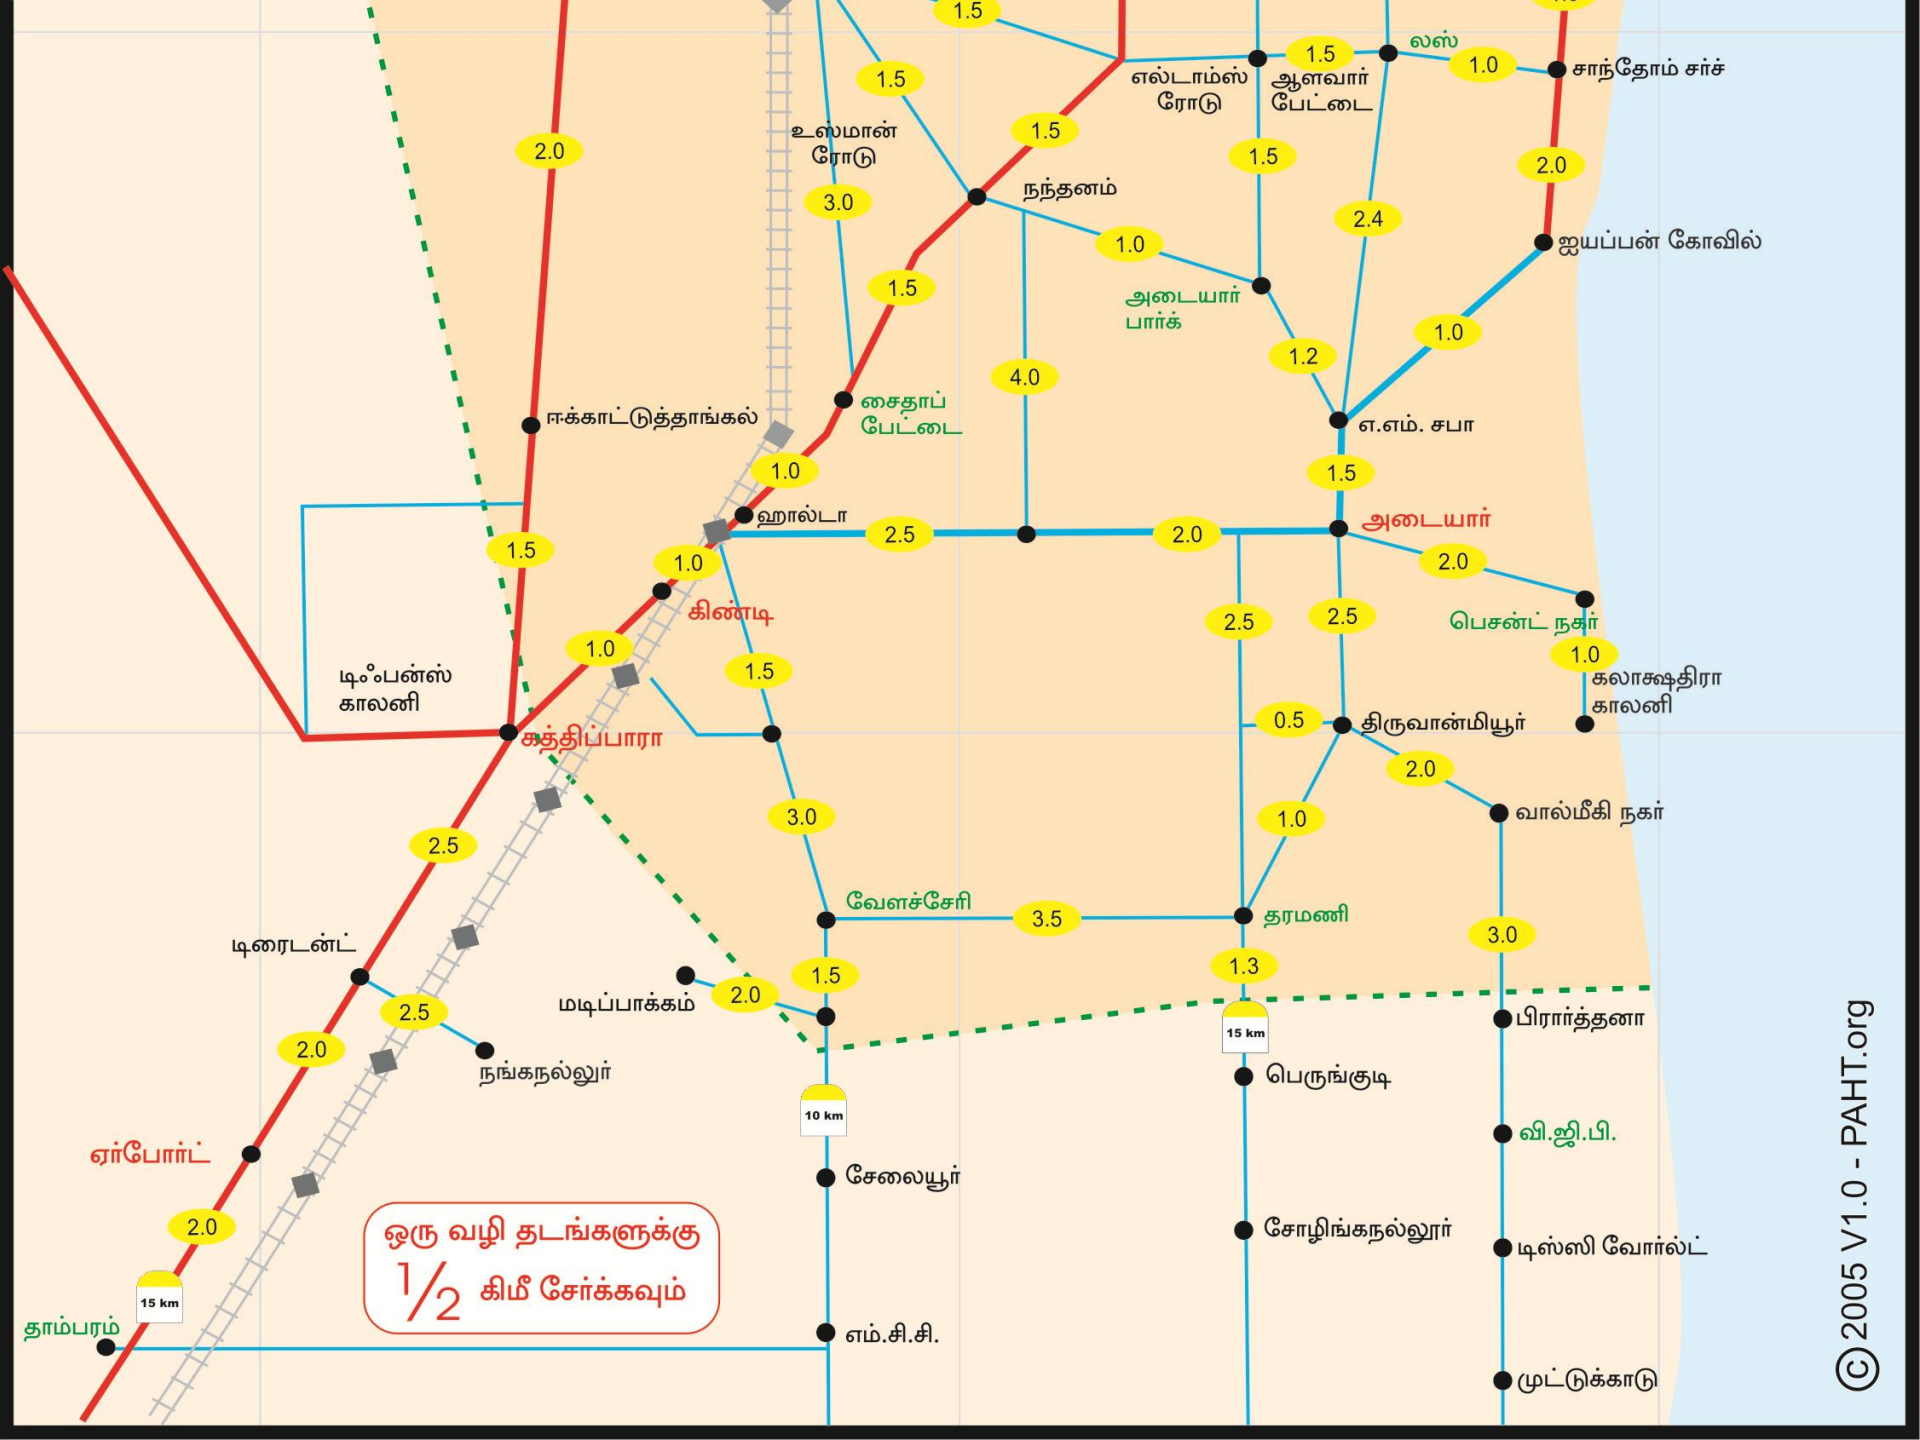 1.5
லஸ்
1.5
1.0
சாந்தோம் சர்ச்
எல்டாம்ஸ்
ரோடு
ஆளவார்
பேட்டை
1.5
உஸ்மான்
ரோடு
1.5
2.0
1.5
2.0
நந்தனம்
3.0
2.4
1.0
ஐயப்பன் கோவில்
1.5
அடையார்
பார்க்
1.0
1.2
4.0
ஈக்காட்டுத்தாங்கல்
சைதாப்
பேட்டை
எ.எம். சபா
1.0
1.5
ஹால்டா
அடையார்
2.5
2.0
1.5
1.0
2.0
கிண்டி
2.5
2.5
பெசன்ட் நகர்
1.0
1.5
1.0
டிஃபன்ஸ்
காலனி
கலாக்ஷதிரா
காலனி
கத்திப்பாரா
0.5
திருவான்மியூர்
2.0
3.0
1.0
வால்மீகி நகர்
2.5
வேளச்சேரி
3.5
தரமணி
3.0
டிரைடன்ட்
1.5
1.3
மடிப்பாக்கம்
2.0
2.5
15 km
பிரார்த்தனா
2.0
நங்கநல்லுர்
பெருங்குடி
10 km
வி.ஜி.பி.
ஏர்போர்ட்
சேலையூர்
2.0
ஒரு வழி தடங்களுக்கு
1/2 கிமீ சேர்க்கவும்
சோழிங்கநல்லூர்
டிஸ்ஸி வோர்ல்ட்
15 km
தாம்பரம்
எம்.சி.சி.
முட்டுக்காடு
© 2005 V1.0 - PAHT.org